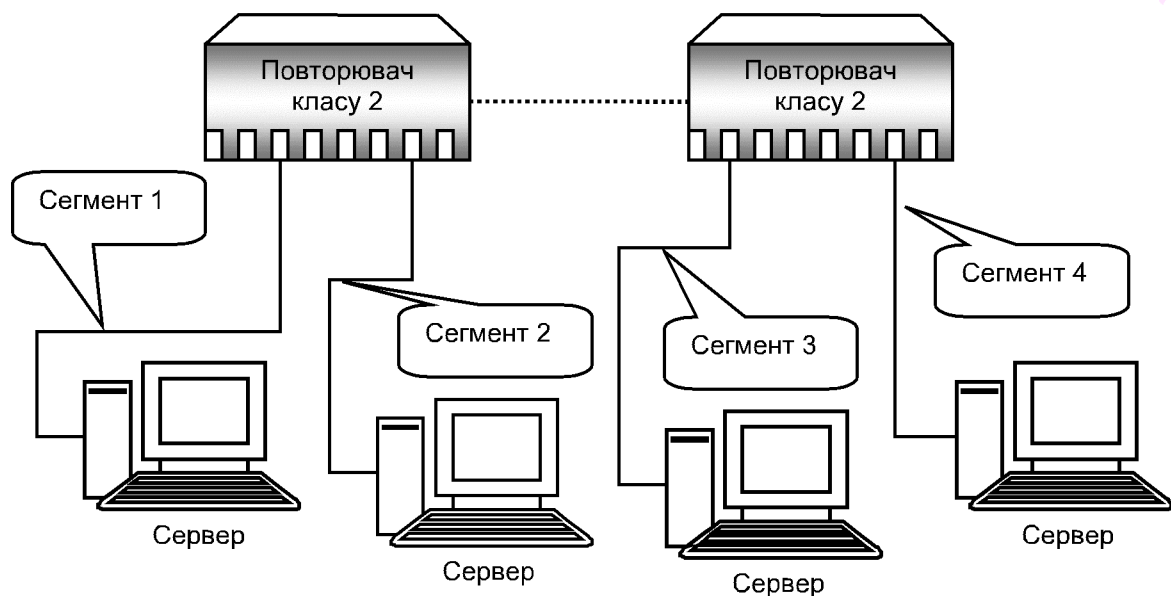 Повторювач
класу 2
Повторювач
класу 2
Сегмент 1
Сегмент 2
Сегмент 3
Сегмент 4
Сервер
Сервер
Сервер
Сервер